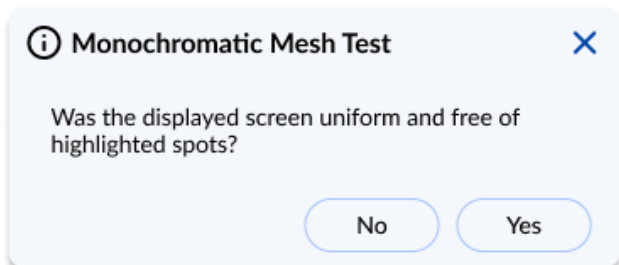 Monochromatic Mesh Test
Was the displayed screen uniform and free of
highlighted spots?
No
Yes